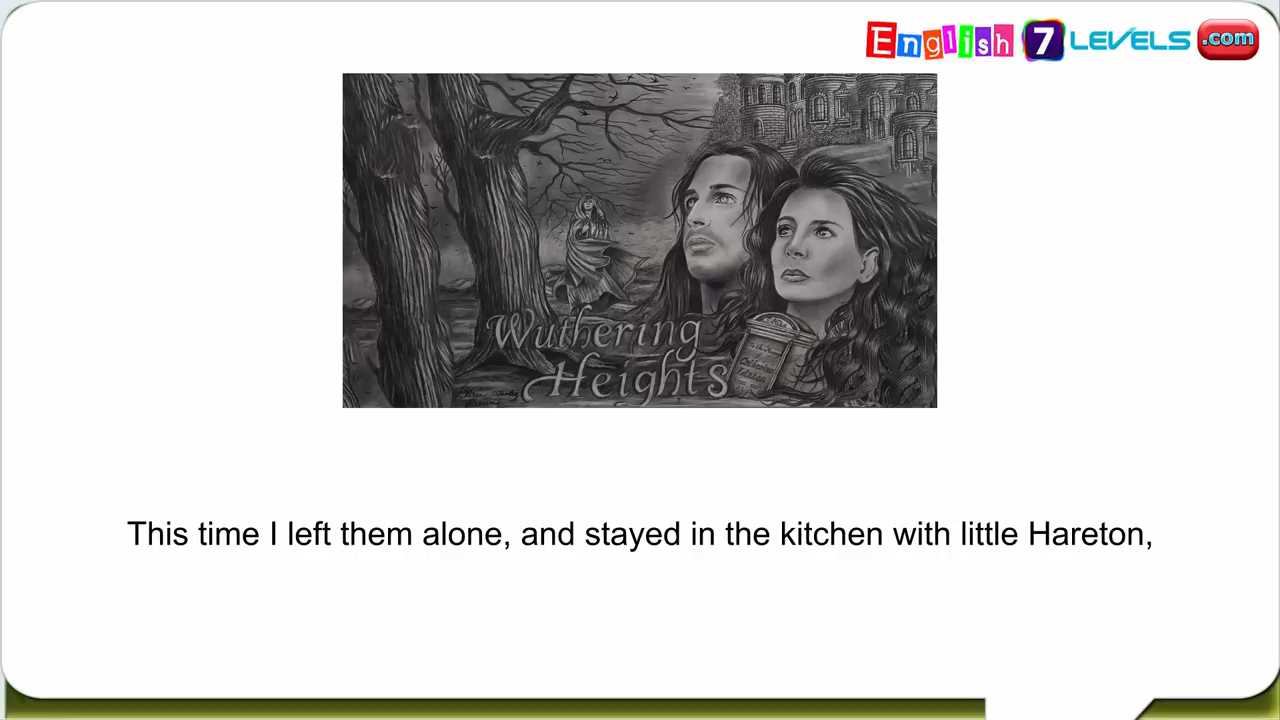 English 7 LEVELS .com
Wuthering
Heights
This time I left them alone, and stayed in the kitchen with little Hareton,